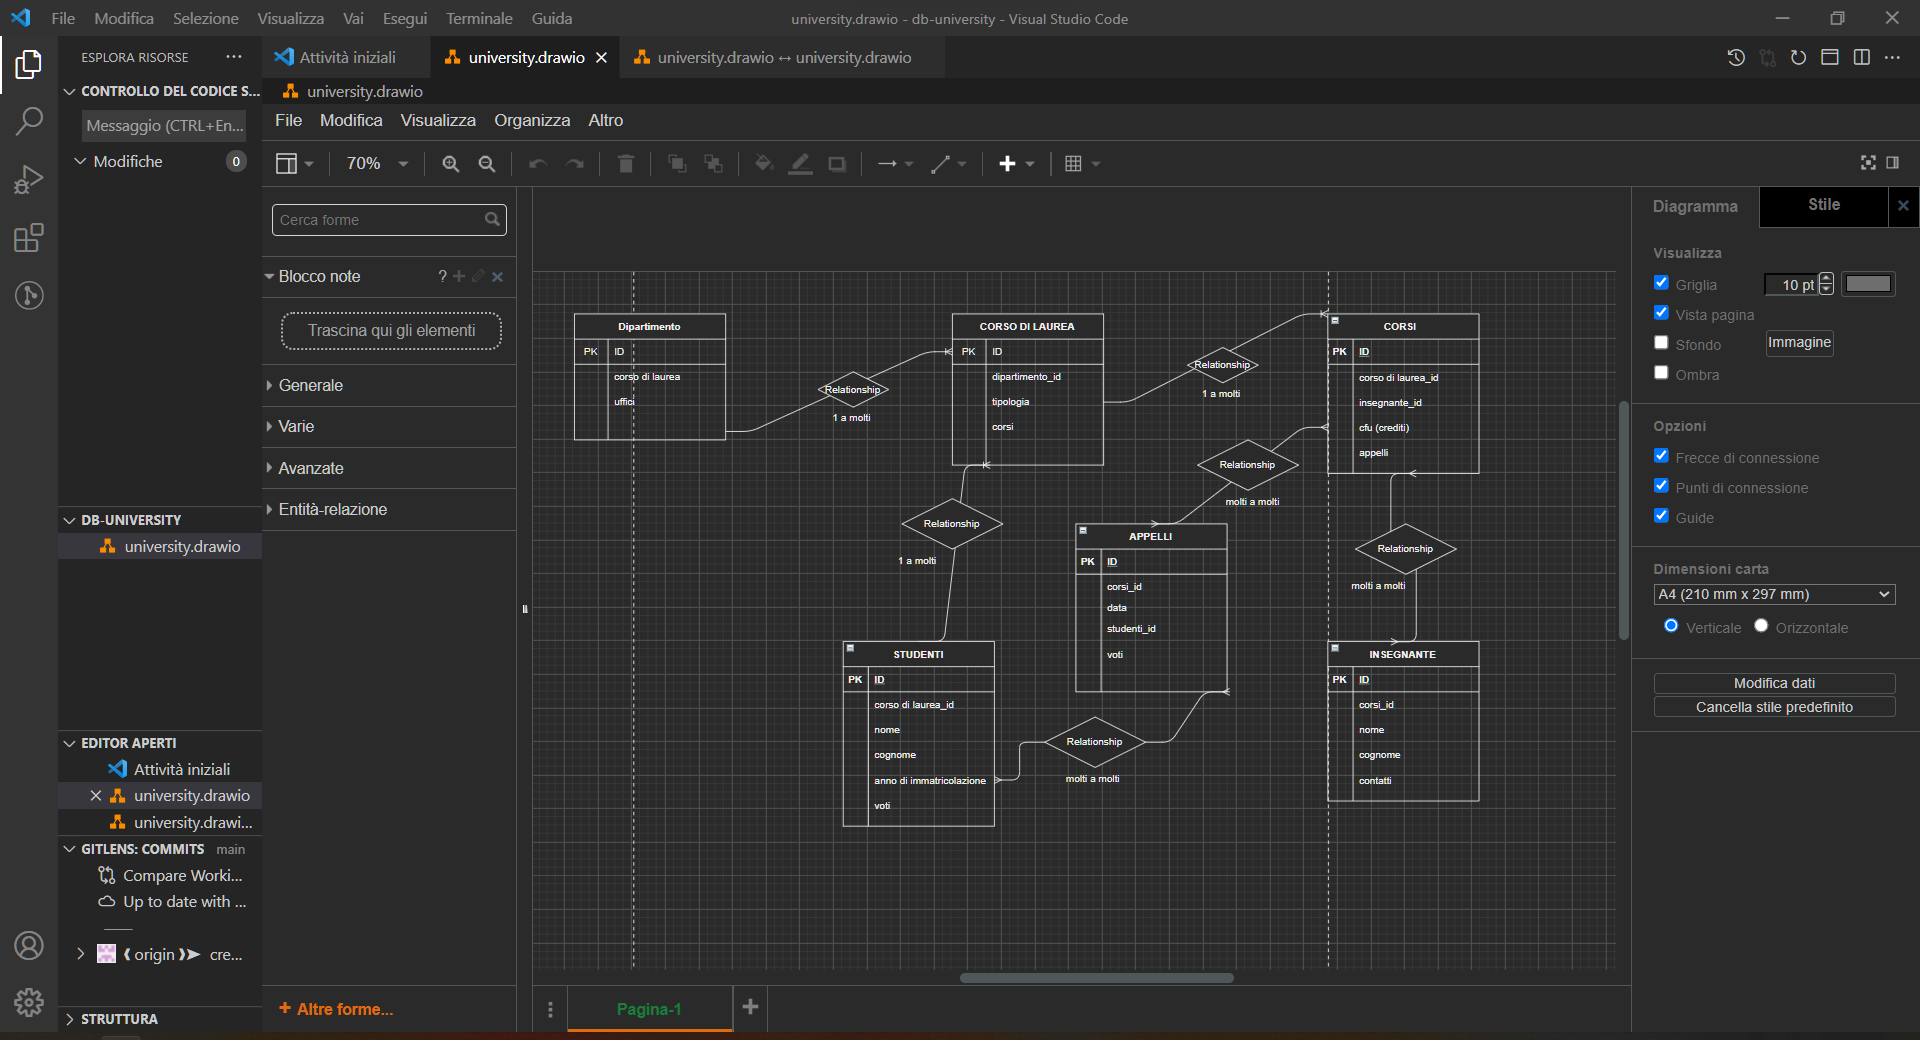 File Modifica Selezione Visualizza Vai Esegui Terminale Guida
university.drawio - db-university - Visual Studio Code
ESPLORA RISORSE
Attività iniziali
university.drawio
university.drawio ↔ university.drawio
CONTROLLO DEL CODICE S...
Messaggio (CTRL+En...
Modifiche 0
university.drawio
File Modifica Visualizza Organizza Altro
70%
Cerca forme
Blocco note ?
Trascina qui gli elementi
Generale
Varie
Avanzate
Entità-relazione
+ Altre forme...
DB-UNIVERSITY
university.drawio
EDITOR APERTI
Attività iniziali
university.drawio
university.drawi...
GITLENS: COMMITS main
Compare Worki...
Up to date with ...
origin cre...
STRUTTURA
Dipartimento
PK ID
corso di laurea
uffici
Relationship
1 a molti
CORSO DI LAUREA
PK ID
dipartimento_id
tipologia
corsi
Relationship
1 a molti
CORSI
PK ID
corso di laurea_id
insegnante_id
cfu (crediti)
appelli
Relationship
molti a molti
Relationship
1 a molti
APPELLI
PK ID
corsi_id
data
studenti_id
voti
Relationship
molti a molti
STUDENTI
PK ID
corso di laurea_id
nome
cognome
anno di immatricolazione
voti
Relationship
molti a molti
INSEGNANTE
PK ID
corsi_id
nome
cognome
contatti
Pagina-1
Diagramma Stile
Visualizza
Griglia 10 pt
Vista pagina
Sfondo Immagine
Ombra
Opzioni
Frecce di connessione
Punti di connessione
Guide
Dimensioni carta
A4 (210 mm x 297 mm)
Verticale Orizzontale
Modifica dati
Cancella stile predefinito